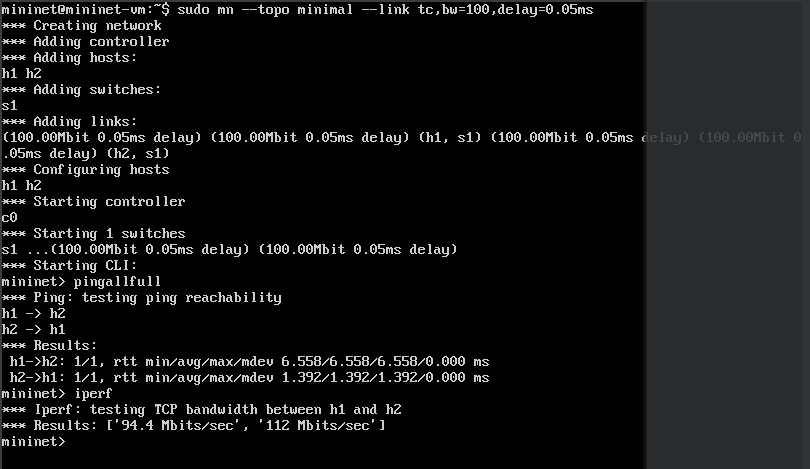 mininet@mininet-vm:~$ sudo mn --topo minimal --link tc,bw=100,delay=0.05ms
*** Creating network
*** Adding controller
*** Adding hosts:
h1 h2
*** Adding switches:
s1
*** Adding links:
(100.00Mbit 0.05ms delay) (100.00Mbit 0.05ms delay) (h1, s1) (100.00Mbit 0.05ms delay) (100.00Mbit 0
.05ms delay) (h2, s1)
*** Configuring hosts
h1 h2
*** Starting controller
c0
*** Starting 1 switches
s1 ...(100.00Mbit 0.05ms delay) (100.00Mbit 0.05ms delay)
*** Starting CLI:
mininet> pingallfull
*** Ping: testing ping reachability
h1 -> h2
h2 -> h1
*** Results:
 h1->h2: 1/1, rtt min/avg/max/mdev 6.558/6.558/6.558/0.000 ms
 h2->h1: 1/1, rtt min/avg/max/mdev 1.392/1.392/1.392/0.000 ms
mininet> iperf
*** Iperf: testing TCP bandwidth between h1 and h2
*** Results: ['94.4 Mbits/sec', '112 Mbits/sec']
mininet>